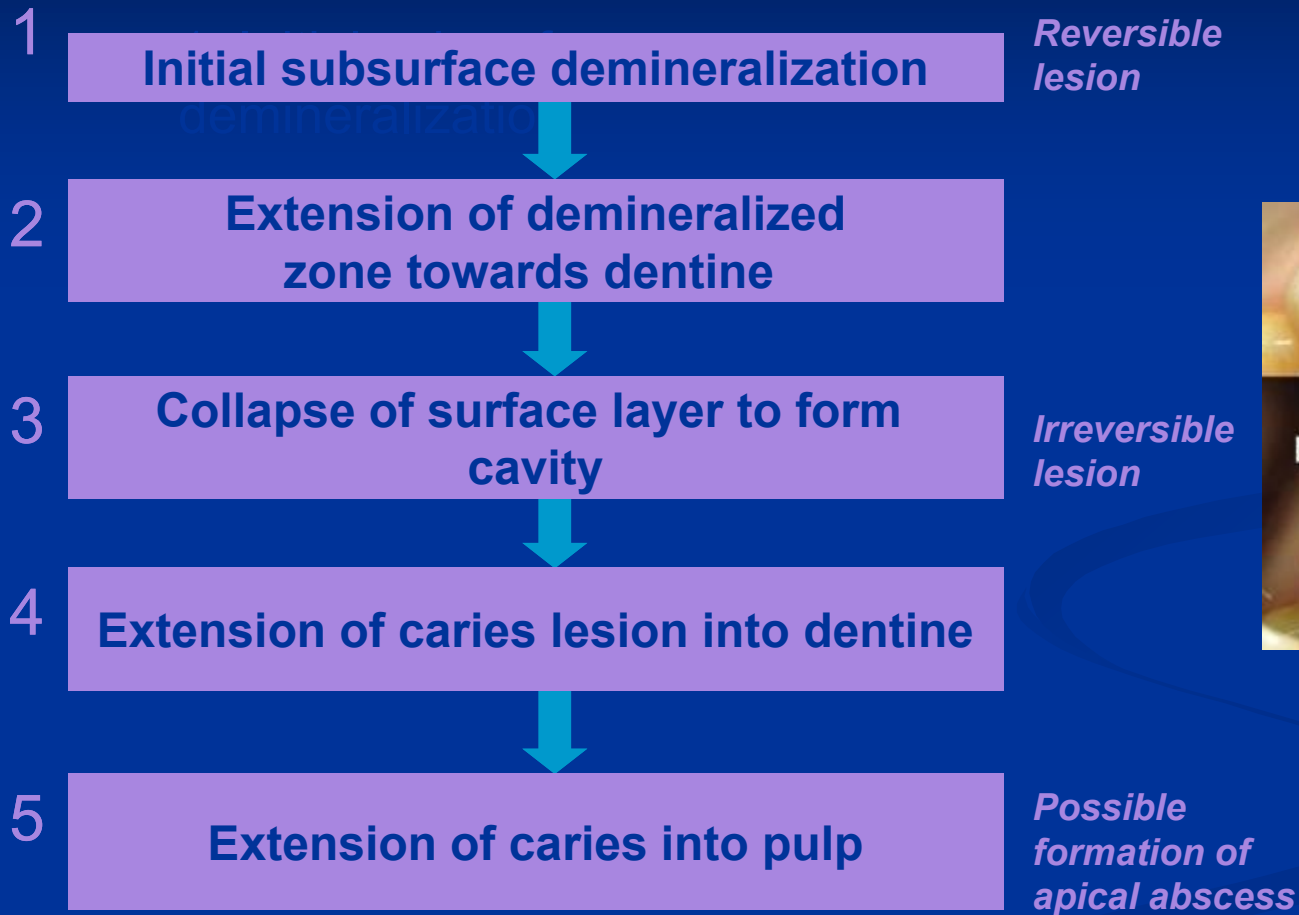 1
Initial subsurface demineralization
Reversible
lesion
demineralization
2
Extension of demineralized
zone towards dentine
3
Collapse of surface layer to form
cavity
Irreversible
lesion
4
Extension of caries lesion into dentine
5
Extension of caries into pulp
Possible
formation of
apical abscess